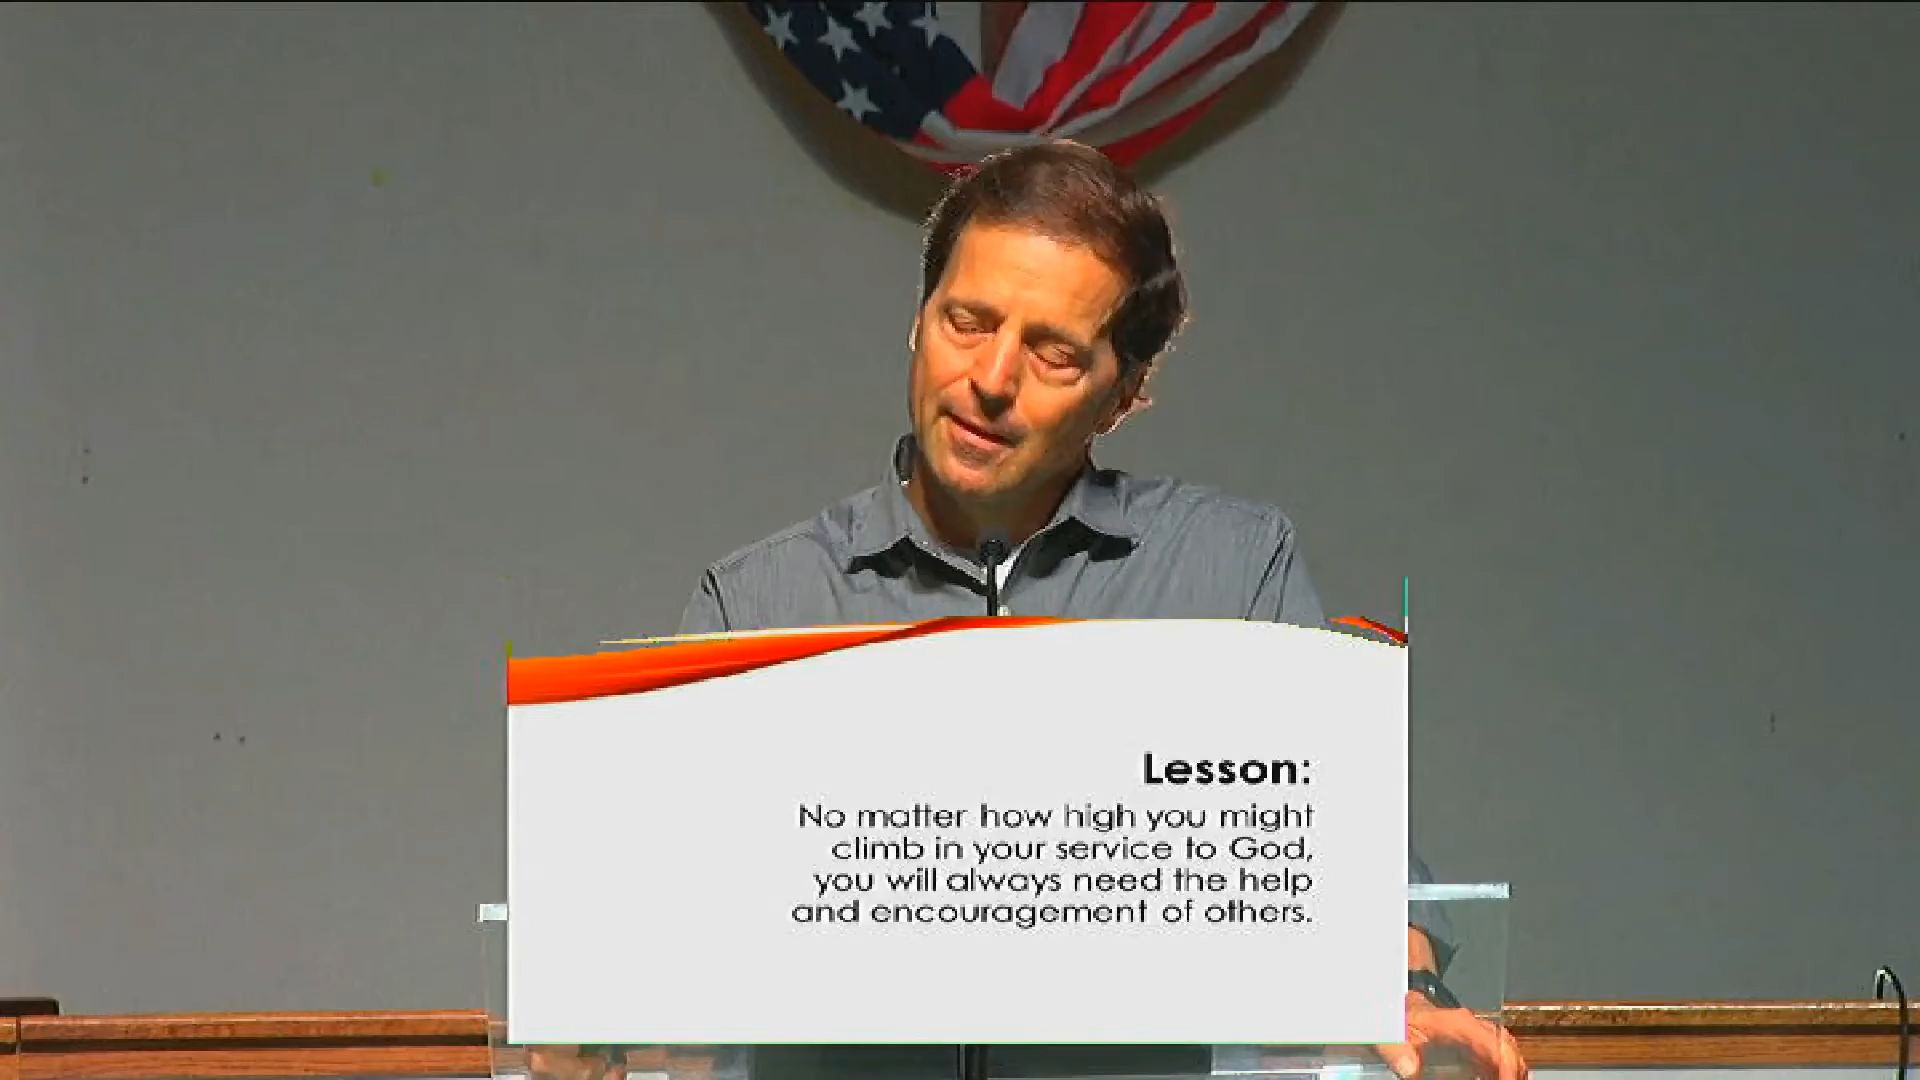 Lesson:
No matter how high you might
climb in your service to God,
you will always need the help
and encouragement of others.